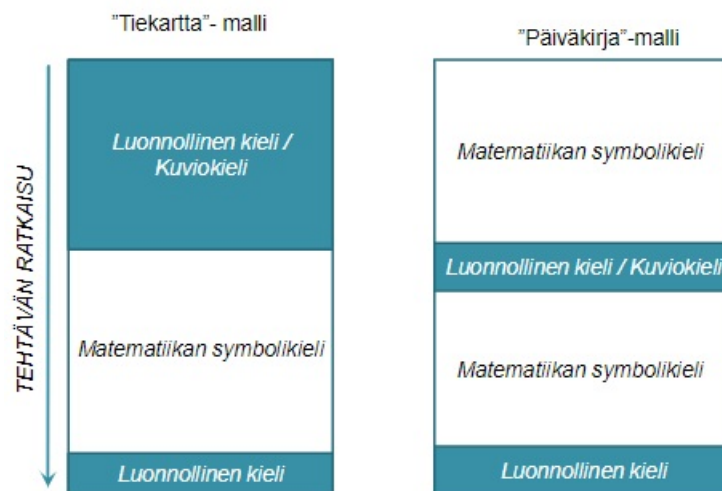 "Tiekartta"- malli
TEHTÄVÄN RATKAISU
Luonnollinen kieli /
Kuviokieli
Matematiikan symbolikieli
Luonnollinen kieli
"Päiväkirja"-malli
Matematiikan symbolikieli
Luonnollinen kieli / Kuviokieli
Matematiikan symbolikieli
Luonnollinen kieli